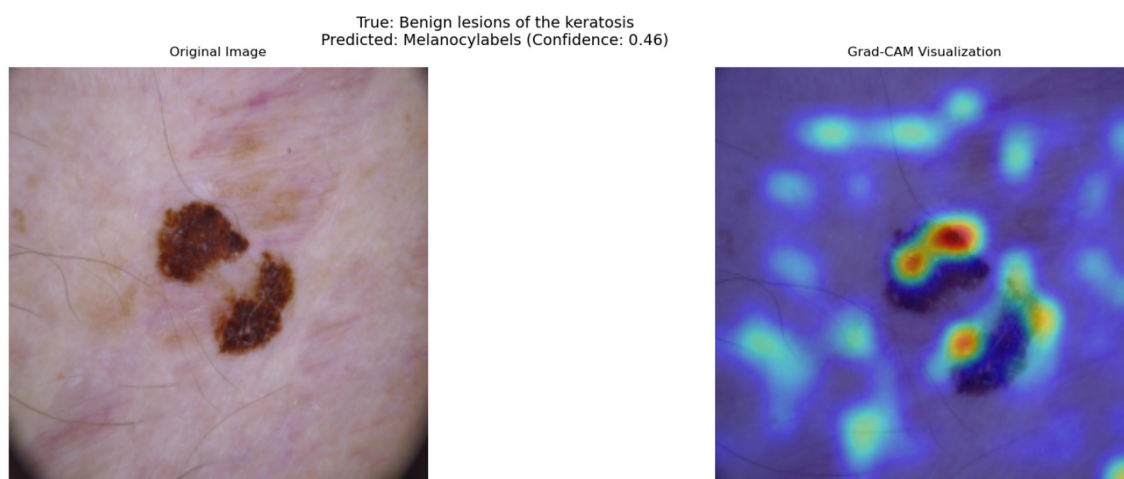 True: Benign lesions of the keratosis
Predicted: Melanocylabels (Confidence: 0.46)
Original Image
Grad-CAM Visualization